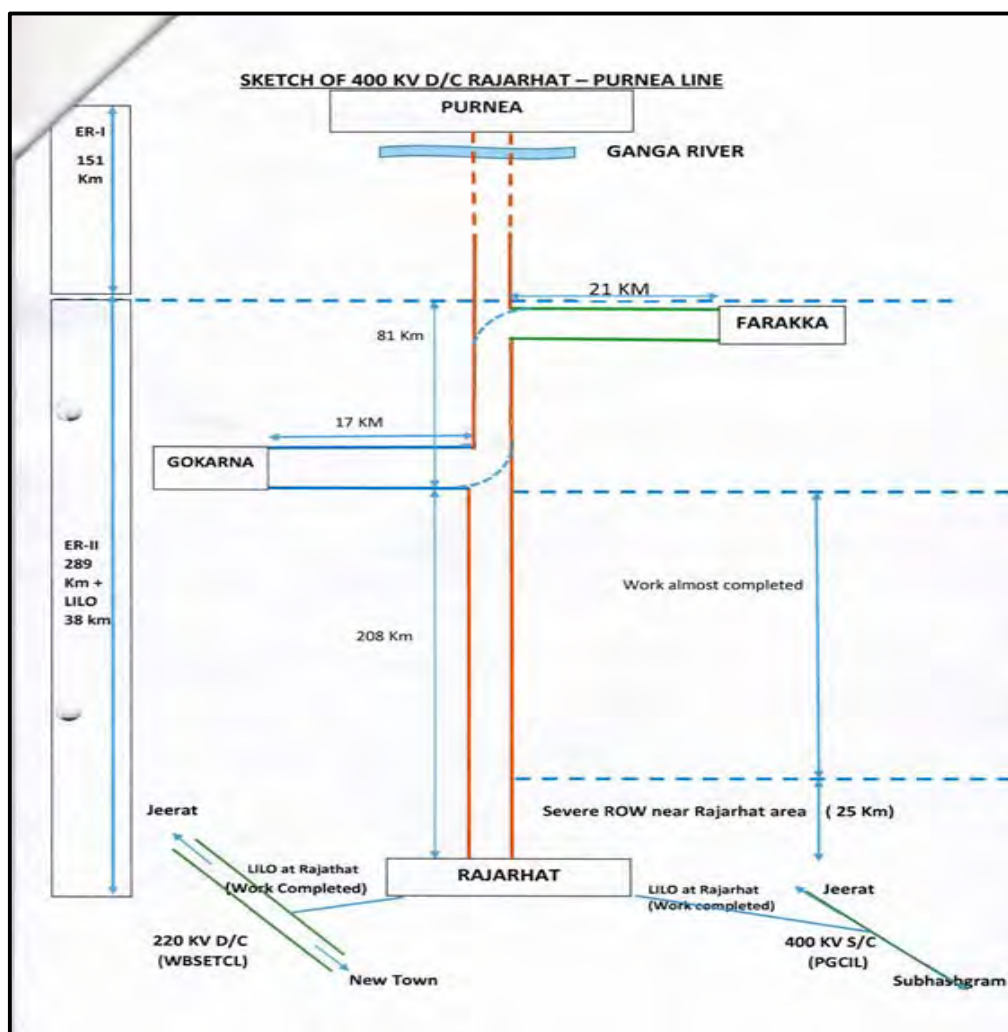 SKETCH OF 400 KV D/C RAJARHAT – PURNEA LINE
PURNEA
GANGA RIVER
ER-I
151
Km
21 KM
FARAKKA
81 Km
17 KM
GOKARNA
ER-II
289
Km +
LILO
38 km
Work almost completed
208 Km
Severe ROW near Rajarhat area ( 25 Km)
Jeerat
LILO at Rajathat
(Work Completed)
RAJARHAT
LILO at Rajarhat
(Work completed)
Jeerat
220 KV D/C
(WBSETCL)
New Town
400 KV S/C
(PGCIL)
Subhashgram